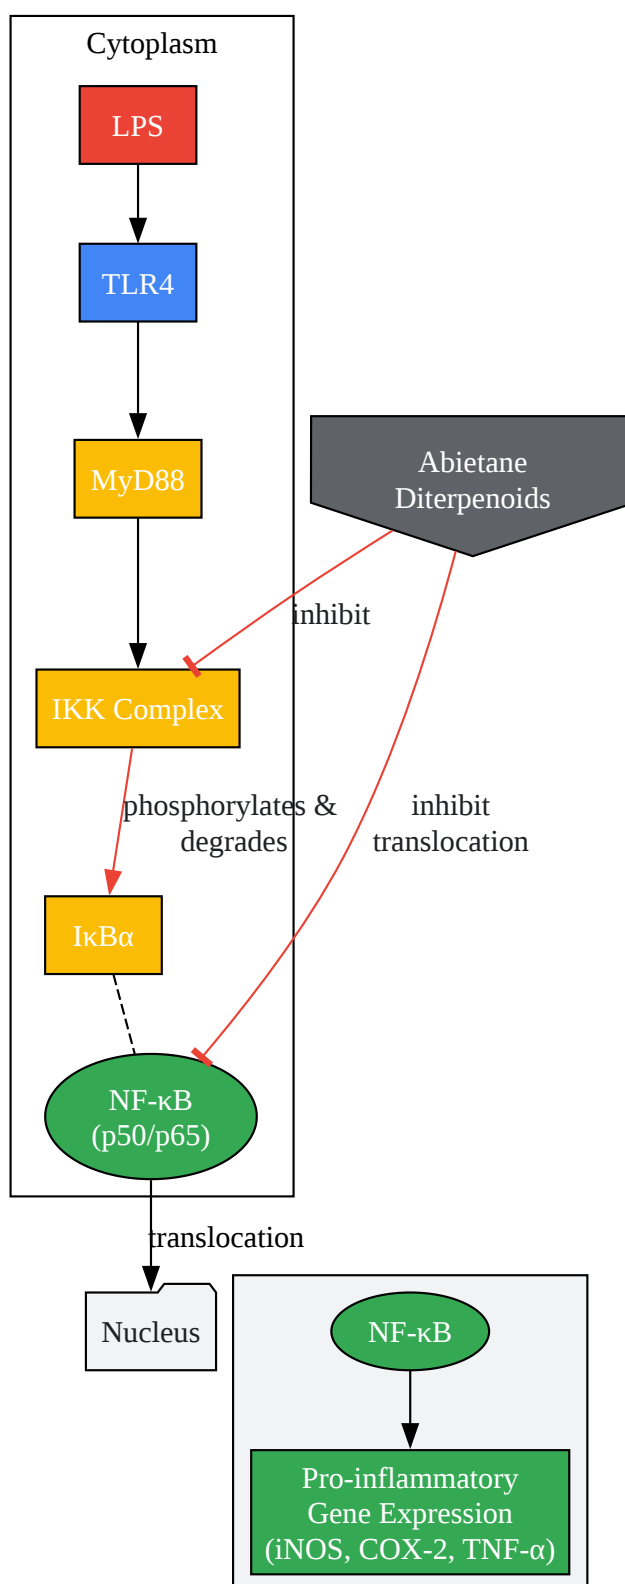 Cytoplasm
LPS
TLR4
MyD88
Abietane
Diterpenoids
inhibit
IKK Complex
phosphorylates &
degrades
inhibit
translocation
IκBα
NF-κB
(p50/p65)
translocation
Nucleus
NF-κB
Pro-inflammatory
Gene Expression
(iNOS, COX-2, TNF-α)